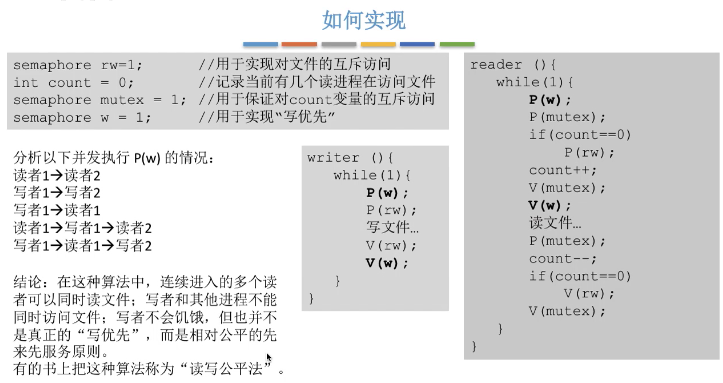 如何实现
semaphore rw=1; //用于实现对文件的互斥访问
int count = 0; //记录当前有几个读进程在访问文件
semaphore mutex = 1; //用于保证对count变量的互斥访问
semaphore w = 1; //用于实现“写优先”
分析以下并发执行 P(w) 的情况：
读者1→读者2
写者1→写者2
写者1→读者1
读者1→写者1→读者2
写者1→读者1→写者2
结论：在这种算法中，连续进入的多个读
者可以同时读文件；写者和其他进程不能
同时访问文件；写者不会饥饿，但也并不
是真正的“写优先”，而是相对公平的先
来先服务原则。
有的书上把这种算法称为“读写公平法”。
writer (){
while(1){
P(w);
P(rw);
写文件…
V(rw);
V(w);
}
}
reader (){
while(1){
P(w);
P(mutex);
if(count==0)
P(rw);
count++;
V(mutex);
V(w);
读文件…
P(mutex);
count--;
if(count==0)
V(rw);
V(mutex);
}
}